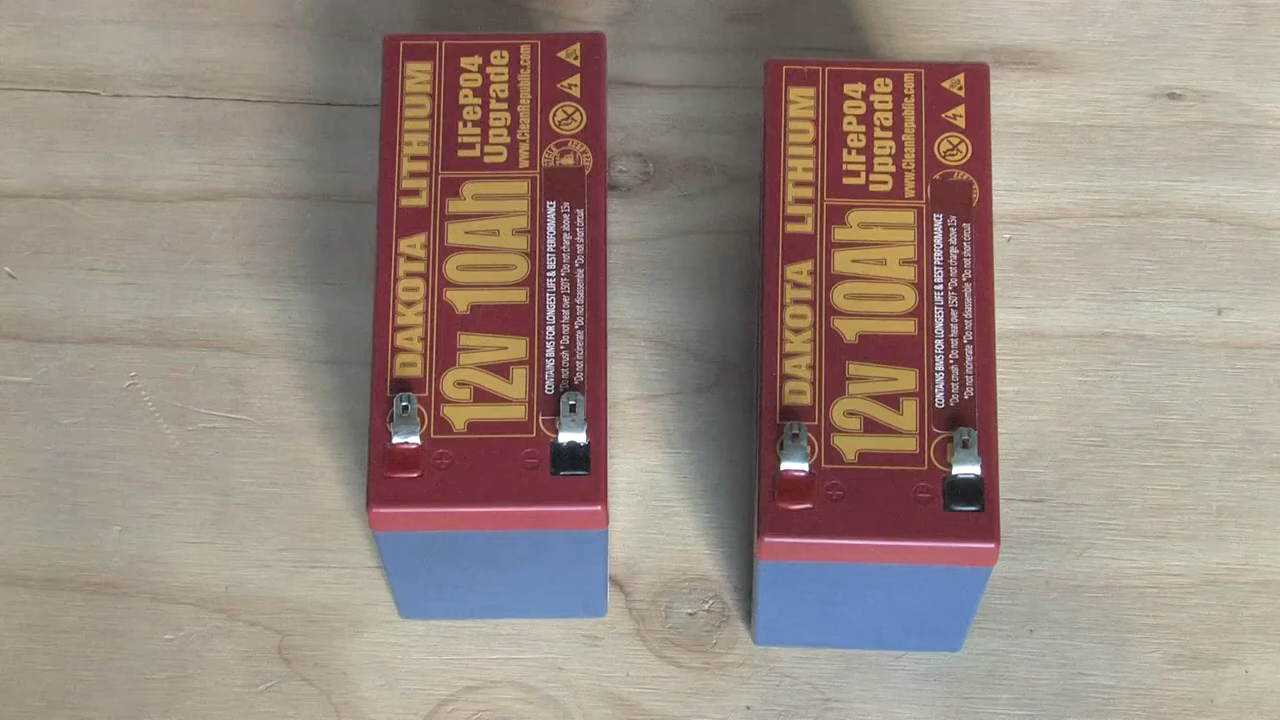 DAKOTA LITHIUM
12v 10Ah
LiFePO4
Upgrade
www.CleanRepublic.com
CONTAINS BMS FOR LONGEST LIFE & BEST PERFORMANCE
*Do not crush * Do not heat over 150°F *Do not charge above 15v
*Do not incinerate *Do not disassemble *Do not short circuit
DAKOTA LITHIUM
12v 10Ah
LiFePO4
Upgrade
www.CleanRepublic.com
CONTAINS BMS FOR LONGEST LIFE & BEST PERFORMANCE
*Do not crush * Do not heat over 150°F *Do not charge above 15v
*Do not incinerate *Do not disassemble *Do not short circuit